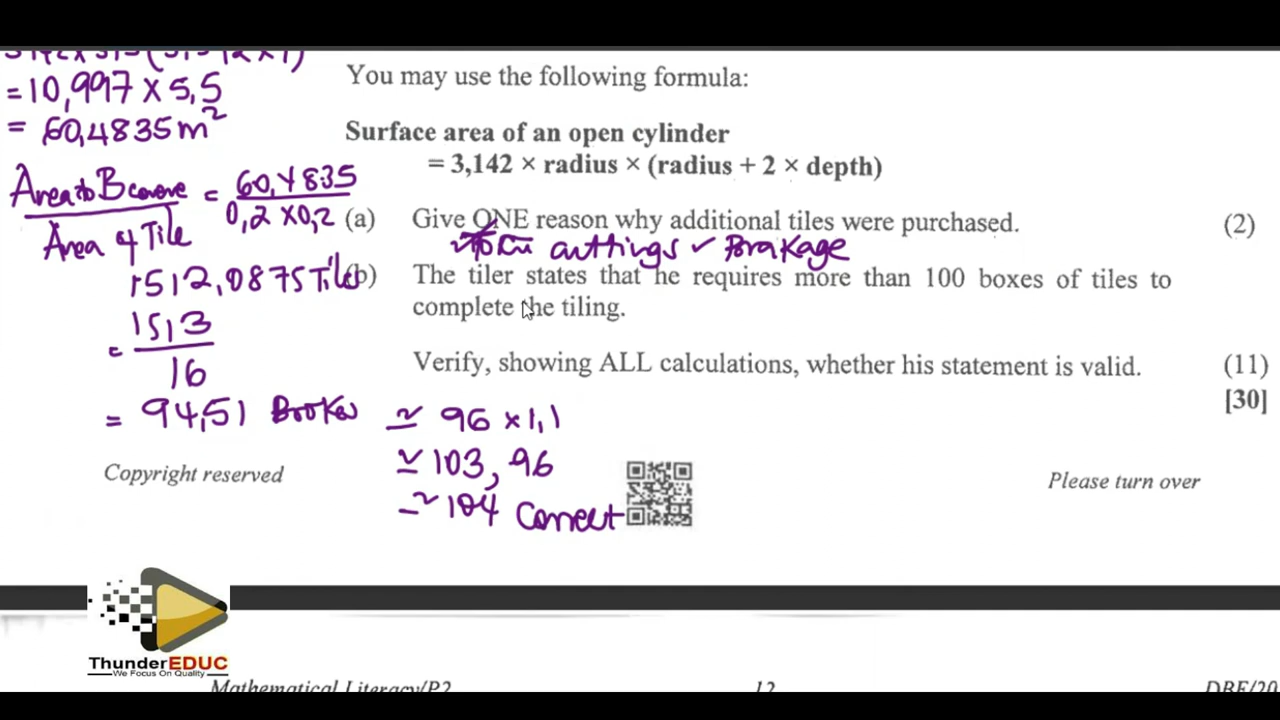 = 10,997 × 5,5
= 60,4835 m²
Area to B
Area of Tile
= 60,4835
0,2 × 0,2
1512,0875 Tiles
= 1513
16
= 94,51
You may use the following formula:
Surface area of an open cylinder
= 3,142 × radius × (radius + 2 × depth)
(a) Give ONE reason why additional tiles were purchased. (2)
cuttings ✓ Brakage
(b) The tiler states that he requires more than 100 boxes of tiles to
complete the tiling.
Verify, showing ALL calculations, whether his statement is valid. (11)
[30]
≃ 96 × 1,1
≃ 103,96
≃ 104 Correct
Copyright reserved
Please turn over
ThunderEDUC
We Focus On Quality
Mathematical Literacy/P2
12
DBE/20